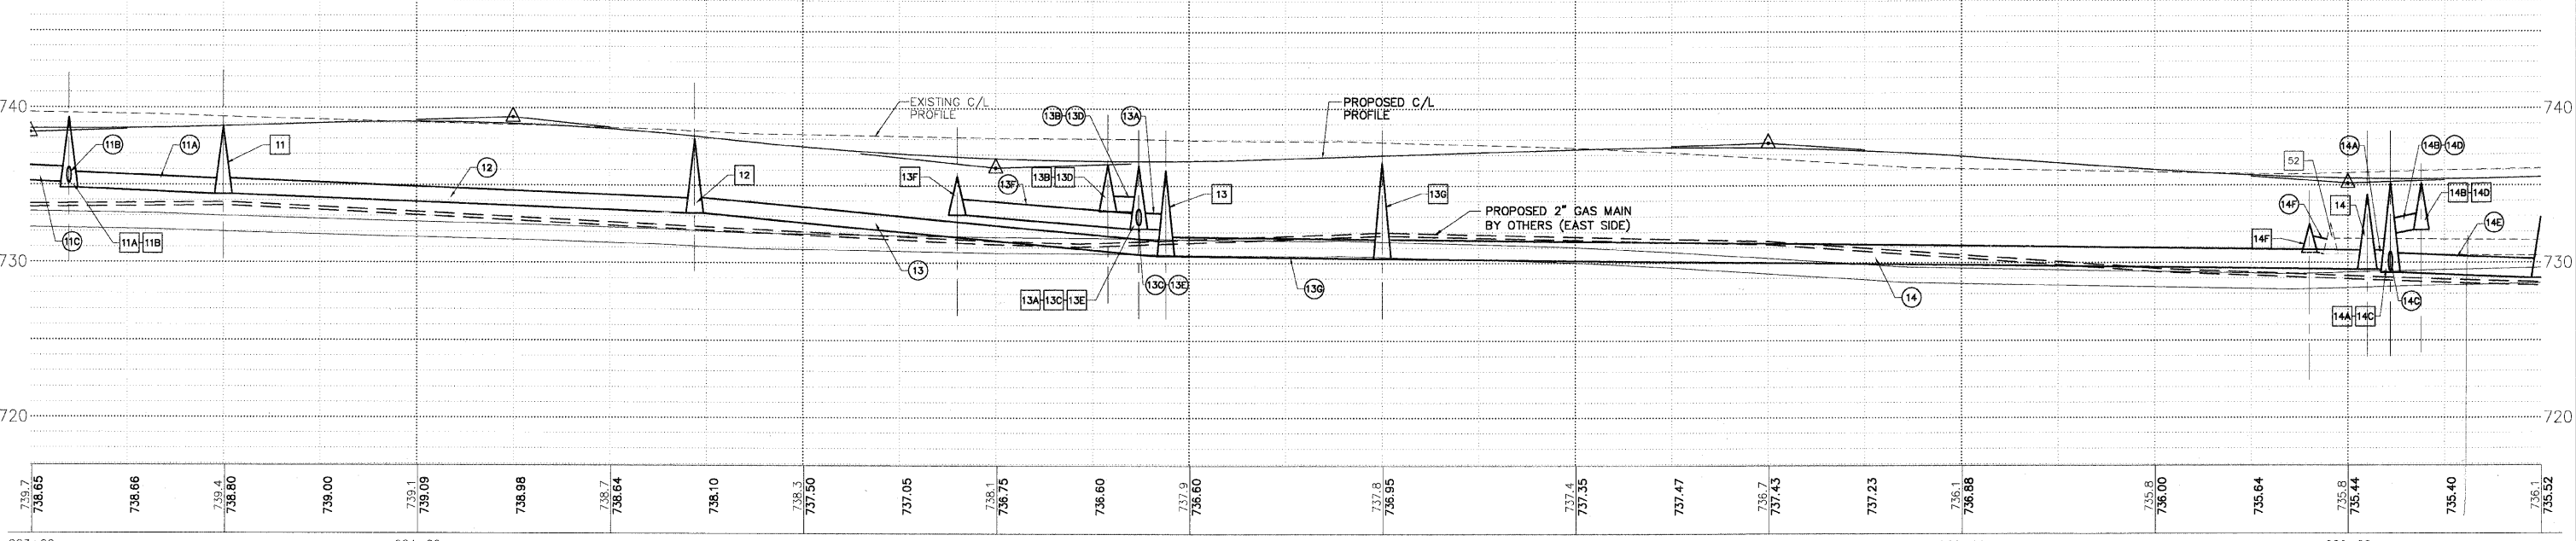 740
EXISTING C/L
PROFILE
PROPOSED C/L
PROFILE
740
11B
11A
11
12
12
13F
13F
13B 13D
13B 13D
13A
13
13G
PROPOSED 2" GAS MAIN
BY OTHERS (EAST SIDE)
52
14A
14B 14D
14F
14
14B 14D
14E
14F
11C
11A 11B
730
13
13A 13C 13E
13C 13E
13G
14
14A 14C
14C
730
720
720
739.7
738.65
738.66
739.4
738.80
739.00
739.1
739.09
738.98
738.7
738.64
738.10
738.3
737.50
737.05
738.1
736.75
736.60
737.9
736.60
737.8
736.95
737.4
737.35
737.47
736.7
737.43
737.23
736.1
736.88
735.8
736.00
735.64
735.8
735.44
735.40
736.1
735.52